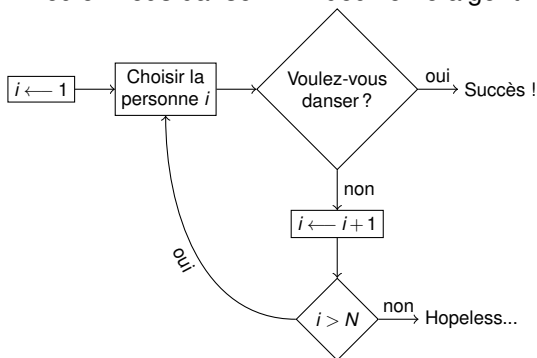 i ⟵ 1
Choisir la
personne i
Voulez-vous
danser ?
oui
Succès !
non
i ⟵ i + 1
oui
i > N
non
Hopeless...